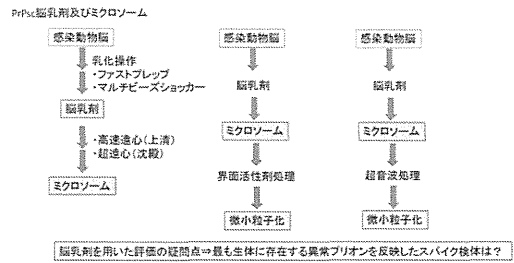 PrPsc脳乳剤及びミクロソーム
感染動物脳
乳化操作
・ファストプレップ
・マルチビーズショッカー
脳乳剤
・高速遠心(上清)
・超遠心(沈殿)
ミクロソーム
感染動物脳
脳乳剤
ミクロソーム
界面活性剤処理
微小粒子化
感染動物脳
脳乳剤
ミクロソーム
超音波処理
微小粒子化
脳乳剤を用いた評価の疑問点⇒最も生体に存在する異常プリオンを反映したスパイク検体は？